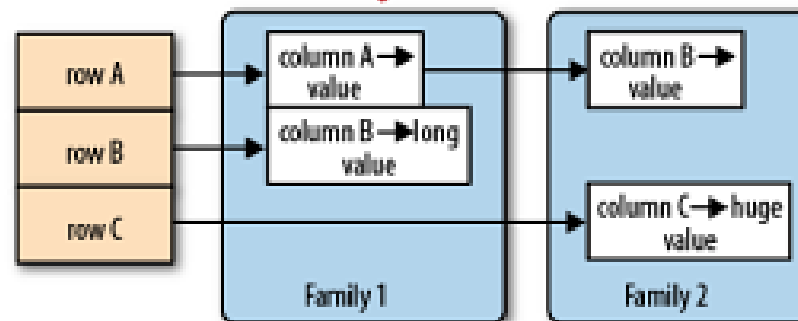 row A
column A→
value
column B→
value
row B
column B→long
value
row C
column C→huge
value
Family 1
Family 2